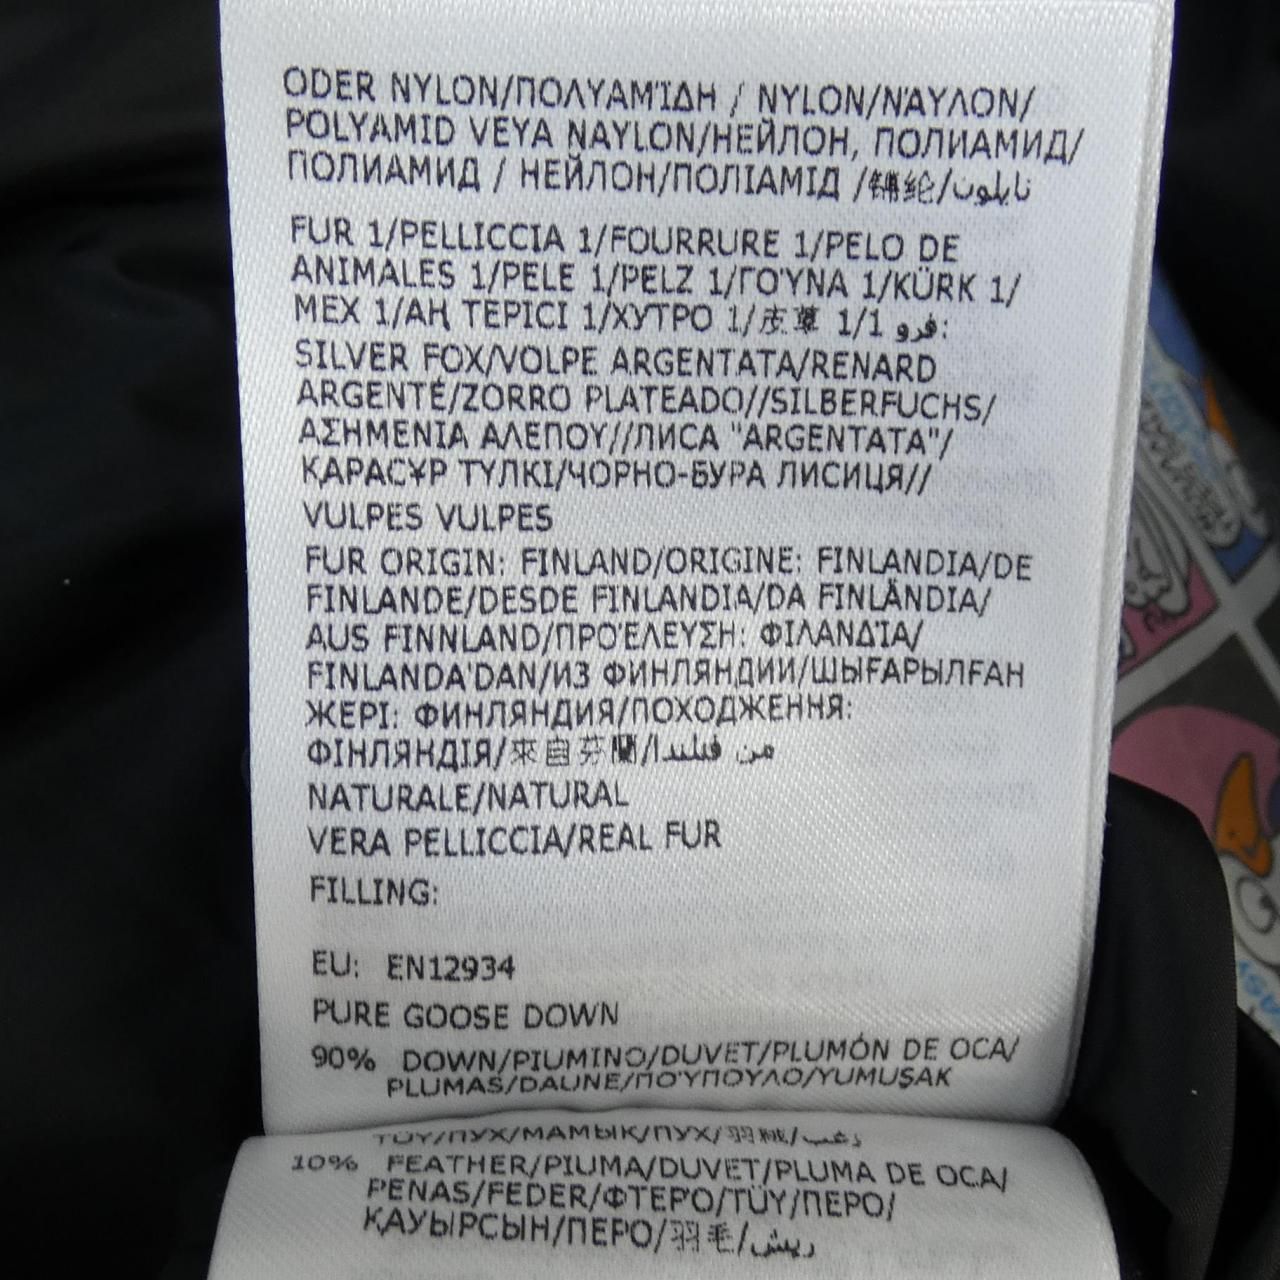 ODER NYLON/ΠΟΛΥΑΜΊΔΗ / NYLON/ΝΆΥΛΟΝ/
POLYAMID VEYA NAYLON/НЕЙЛОН, ПОЛИАМИД/
ПОЛИАМИД / НЕЙЛОН/ПОЛІАМІД /锦纶/نايلون
FUR 1/PELLICCIA 1/FOURRURE 1/PELO DE
ANIMALES 1/PELE 1/PELZ 1/ΓΟΎΝΑ 1/KÜRK 1/
МЕХ 1/АҢ ТЕРІСІ 1/ХУТРО 1/皮草 1/1 فرو:
SILVER FOX/VOLPE ARGENTATA/RENARD
ARGENTÉ/ZORRO PLATEADO//SILBERFUCHS/
ΑΣΗΜΕΝΙΑ ΑΛΕΠΟΥ//ЛИСА "ARGENTATA"/
ҚАРАСҰР ТҮЛКІ/ЧОРНО-БУРА ЛИСИЦЯ//
VULPES VULPES
FUR ORIGIN: FINLAND/ORIGINE: FINLANDIA/DE
FINLANDE/DESDE FINLANDIA/DA FINLÂNDIA/
AUS FINNLAND/ΠΡΟΈΛΕΥΣΗ: ΦΙΛΑΝΔΊΑ/
FINLANDA'DAN/ИЗ ФИНЛЯНДИИ/ШЫҒАРЫЛҒАН
ЖЕРІ: ФИНЛЯНДИЯ/ПОХОДЖЕННЯ:
ФІНЛЯНДІЯ/來自芬蘭/من فنلندا
NATURALE/NATURAL
VERA PELLICCIA/REAL FUR
FILLING:
EU: EN12934
PURE GOOSE DOWN
90% DOWN/PIUMINO/DUVET/PLUMÓN DE OCA/
PLUMAS/DAUNE/ΠΟΎΠΟΥΛΟ/YUMUŞAK
TÜY/ПУХ/МАМЫК/ПУХ/羽絨/زغب
10% FEATHER/PIUMA/DUVET/PLUMA DE OCA/
PENAS/FEDER/ΦΤΕΡΌ/TÜY/ПЕРО/
ҚАУЫРСЫН/ПЕРО/羽毛/ريش